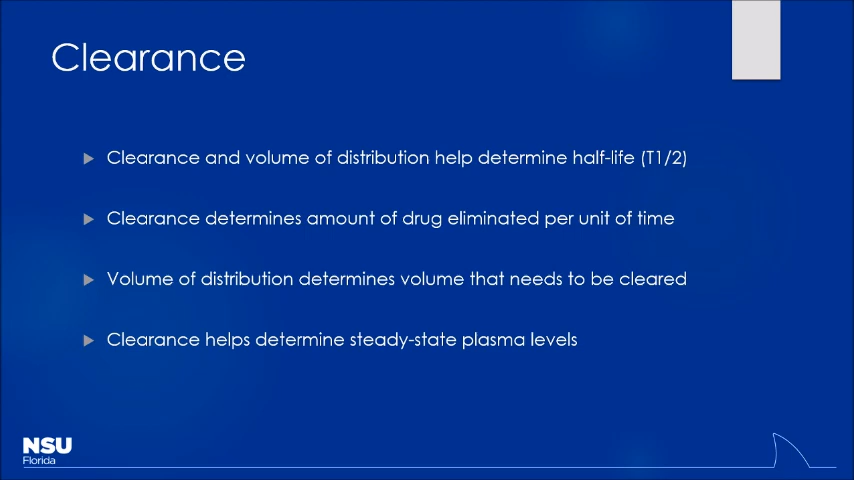 Clearance
Clearance and volume of distribution help determine half-life (T1/2)
Clearance determines amount of drug eliminated per unit of time
Volume of distribution determines volume that needs to be cleared
Clearance helps determine steady-state plasma levels
NSU
Florida